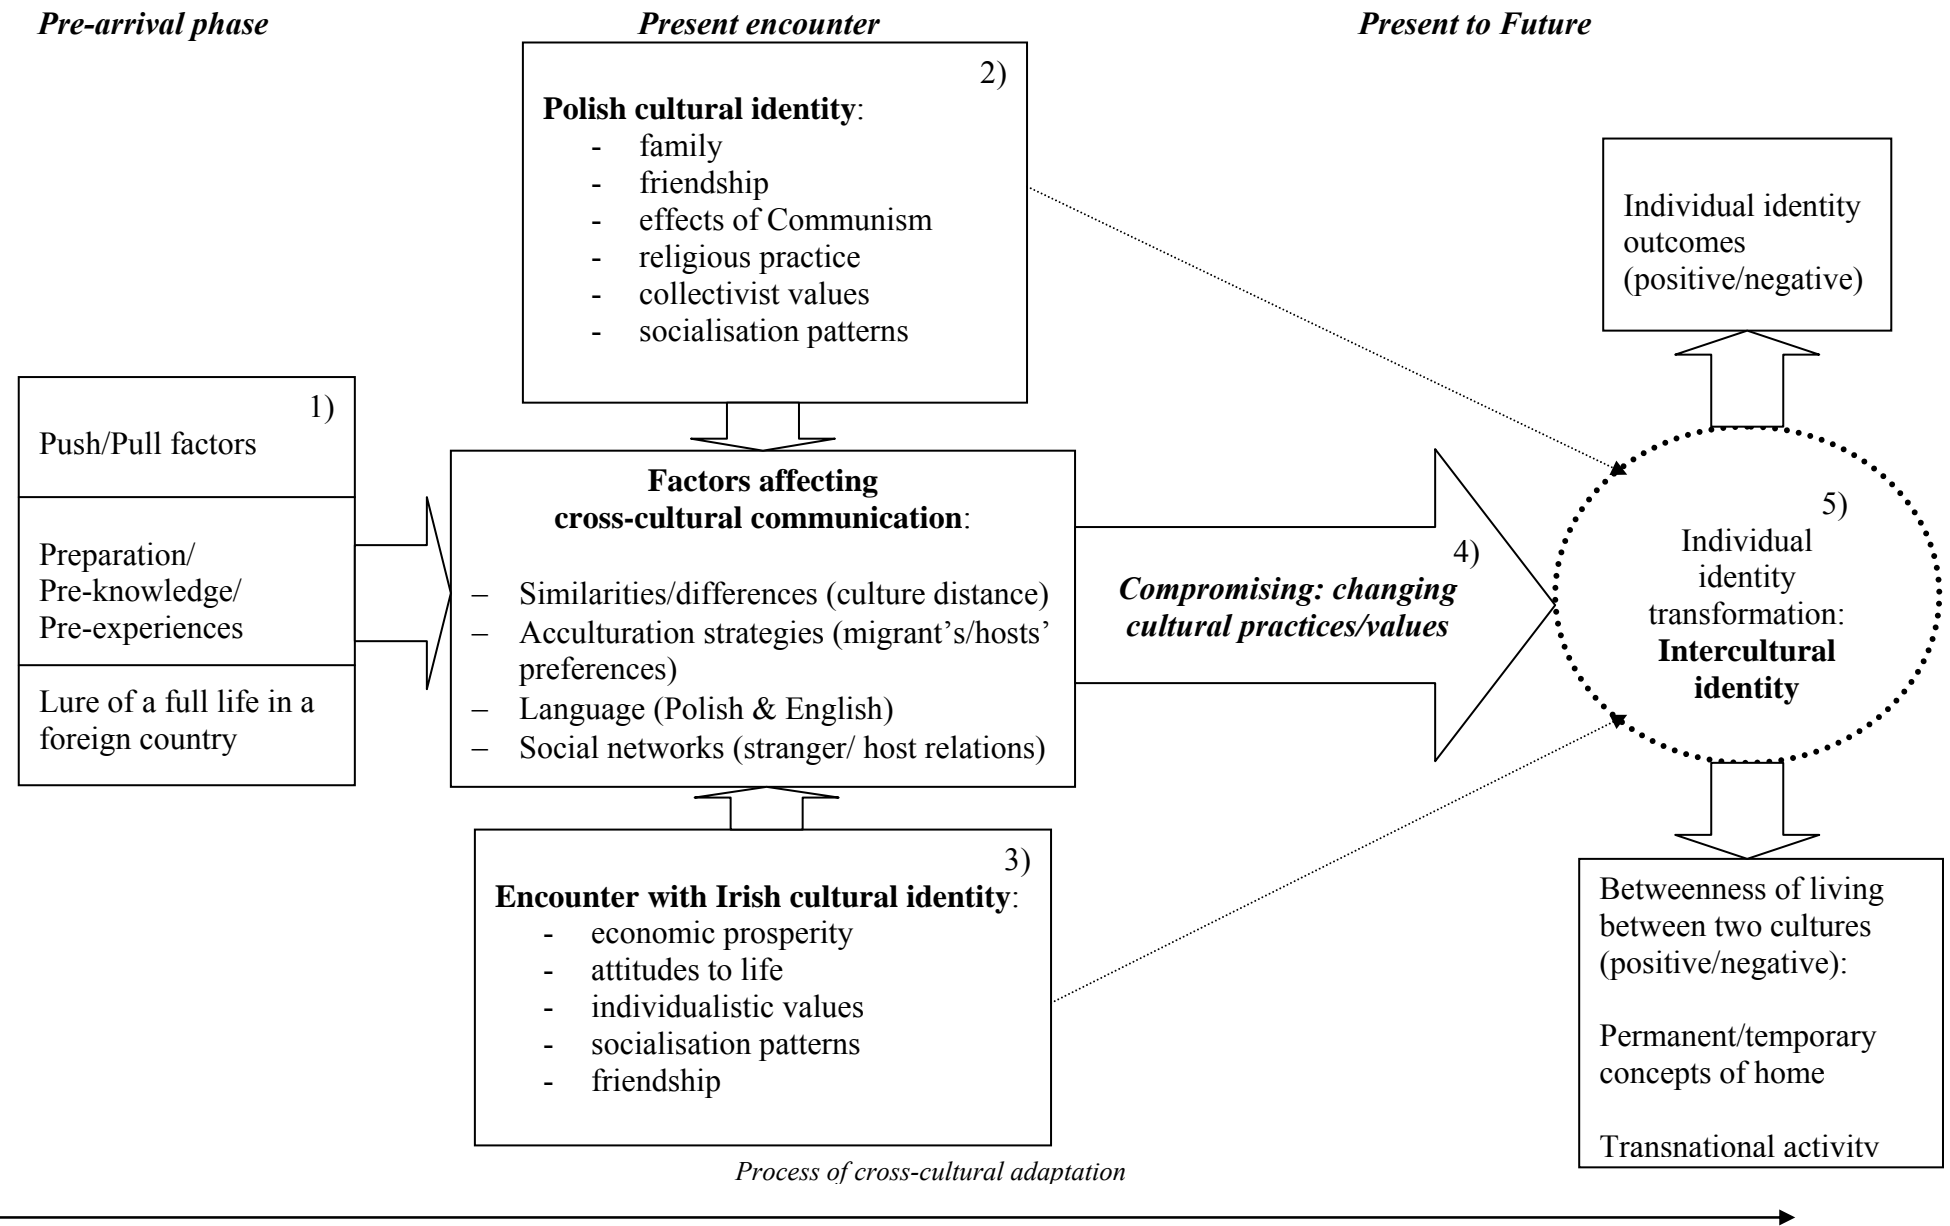 Pre-arrival phase
Present encounter
Present to Future
1)
Push/Pull factors
Preparation/
Pre-knowledge/
Pre-experiences
Lure of a full life in a
foreign country
2)
Polish cultural identity:
- family
- friendship
- effects of Communism
- religious practice
- collectivist values
- socialisation patterns
Factors affecting
cross-cultural communication:
– Similarities/differences (culture distance)
– Acculturation strategies (migrant’s/hosts’
preferences)
– Language (Polish & English)
– Social networks (stranger/ host relations)
3)
Encounter with Irish cultural identity:
- economic prosperity
- attitudes to life
- individualistic values
- socialisation patterns
- friendship
4)
Compromising: changing
cultural practices/values
Individual identity
outcomes
(positive/negative)
5)
Individual
identity
transformation:
Intercultural
identity
Betweenness of living
between two cultures
(positive/negative):
Permanent/temporary
concepts of home
Transnational activity
Process of cross-cultural adaptation